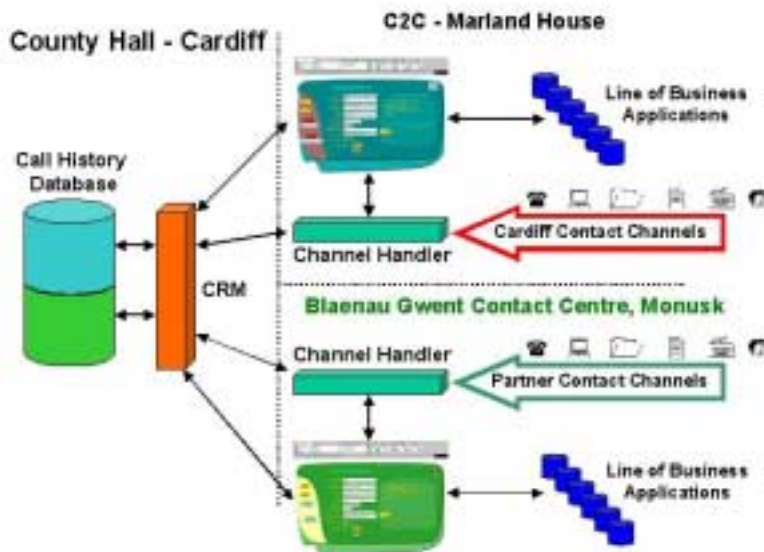 County Hall - Cardiff
C2C - Marland House
Line of Business
Applications
Call History
Database
Cardiff Contact Channels
Channel Handler
CRM
Blaenau Gwent Contact Centre, Monusk
Channel Handler
Partner Contact Channels
Line of Business
Applications